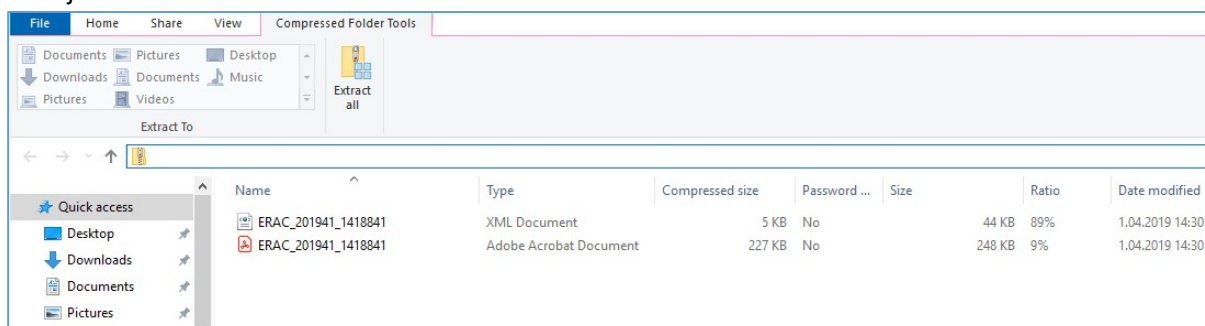 File Home Share View Compressed Folder Tools
Documents Pictures Desktop
Downloads Documents Music
Pictures Videos
Extract
all
Extract To
Name Type Compressed size Password ... Size Ratio Date modified
Quick access
ERAC_201941_1418841 XML Document 5 KB No 44 KB 89% 1.04.2019 14:30
Desktop
ERAC_201941_1418841 Adobe Acrobat Document 227 KB No 248 KB 9% 1.04.2019 14:30
Downloads
Documents
Pictures